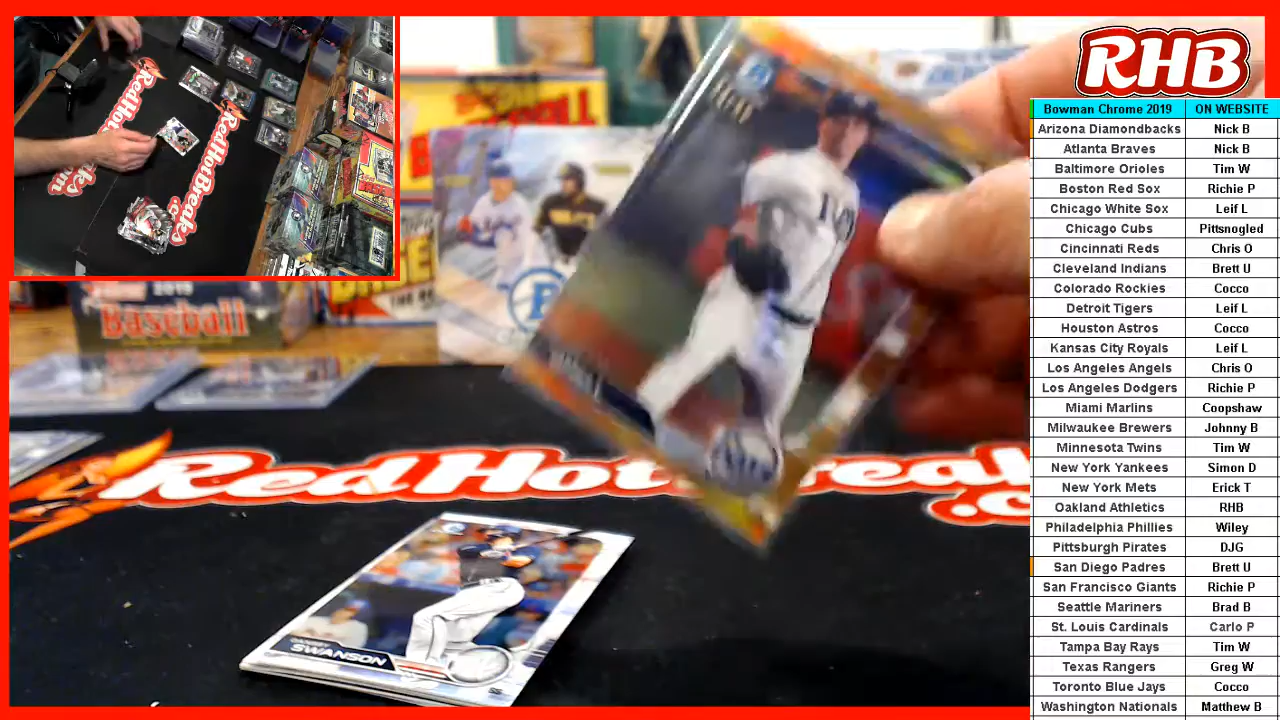 RHB
Bowman Chrome 2019 ON WEBSITE
Arizona Diamondbacks Nick B
Atlanta Braves Nick B
Baltimore Orioles Tim W
Boston Red Sox Richie P
Chicago White Sox Leif L
Chicago Cubs Pittsnogled
Cincinnati Reds Chris O
Cleveland Indians Brett U
Colorado Rockies Cocco
Detroit Tigers Leif L
Houston Astros Cocco
Kansas City Royals Leif L
Los Angeles Angels Chris O
Los Angeles Dodgers Richie P
Miami Marlins Coopshaw
Milwaukee Brewers Johnny B
Minnesota Twins Tim W
New York Yankees Simon D
New York Mets Erick T
Oakland Athletics RHB
Philadelphia Phillies Wiley
Pittsburgh Pirates DJG
San Diego Padres Brett U
San Francisco Giants Richie P
Seattle Mariners Brad B
St. Louis Cardinals Carlo P
Tampa Bay Rays Tim W
Texas Rangers Greg W
Toronto Blue Jays Cocco
Washington Nationals Matthew B
RedHotBreaks
.com
RedHotBreaks
.co
Baseball
RedHotBreak
.c
SWANSON